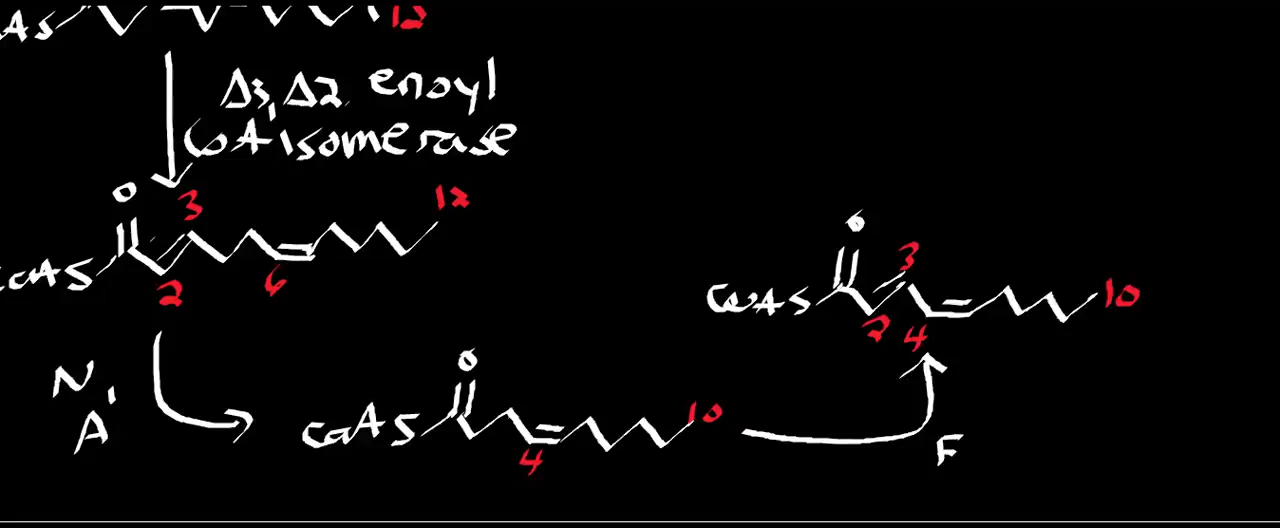 CoAS 12
Δ3,Δ2 enoyl
CoA isomerase
O
3 12
CoAS
2 6
N
A
O
CoAS 10
4
F
O
3
CoAS 10
2 4